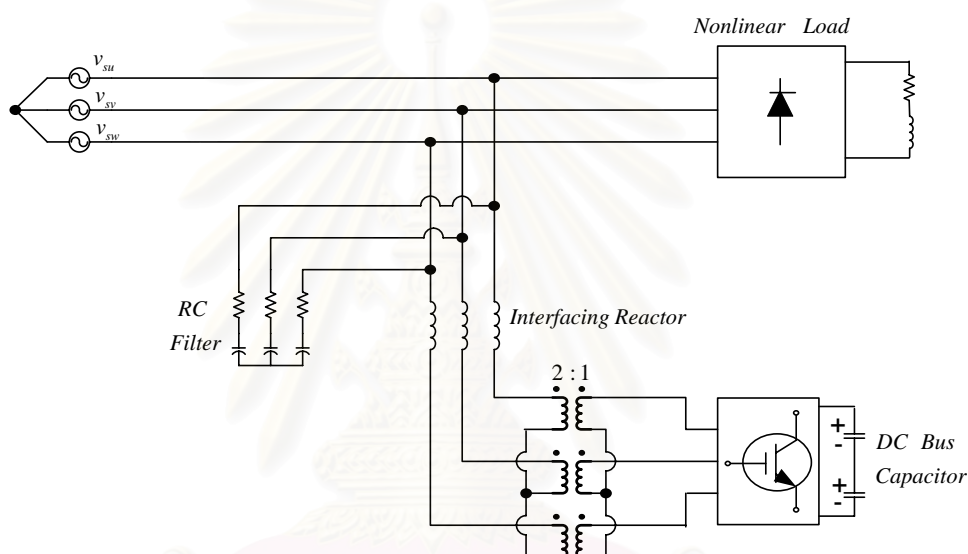 Nonlinear Load
v_su
v_sv
v_sw
RC
Filter
Interfacing Reactor
2 : 1
+
-
+
-
DC Bus
Capacitor